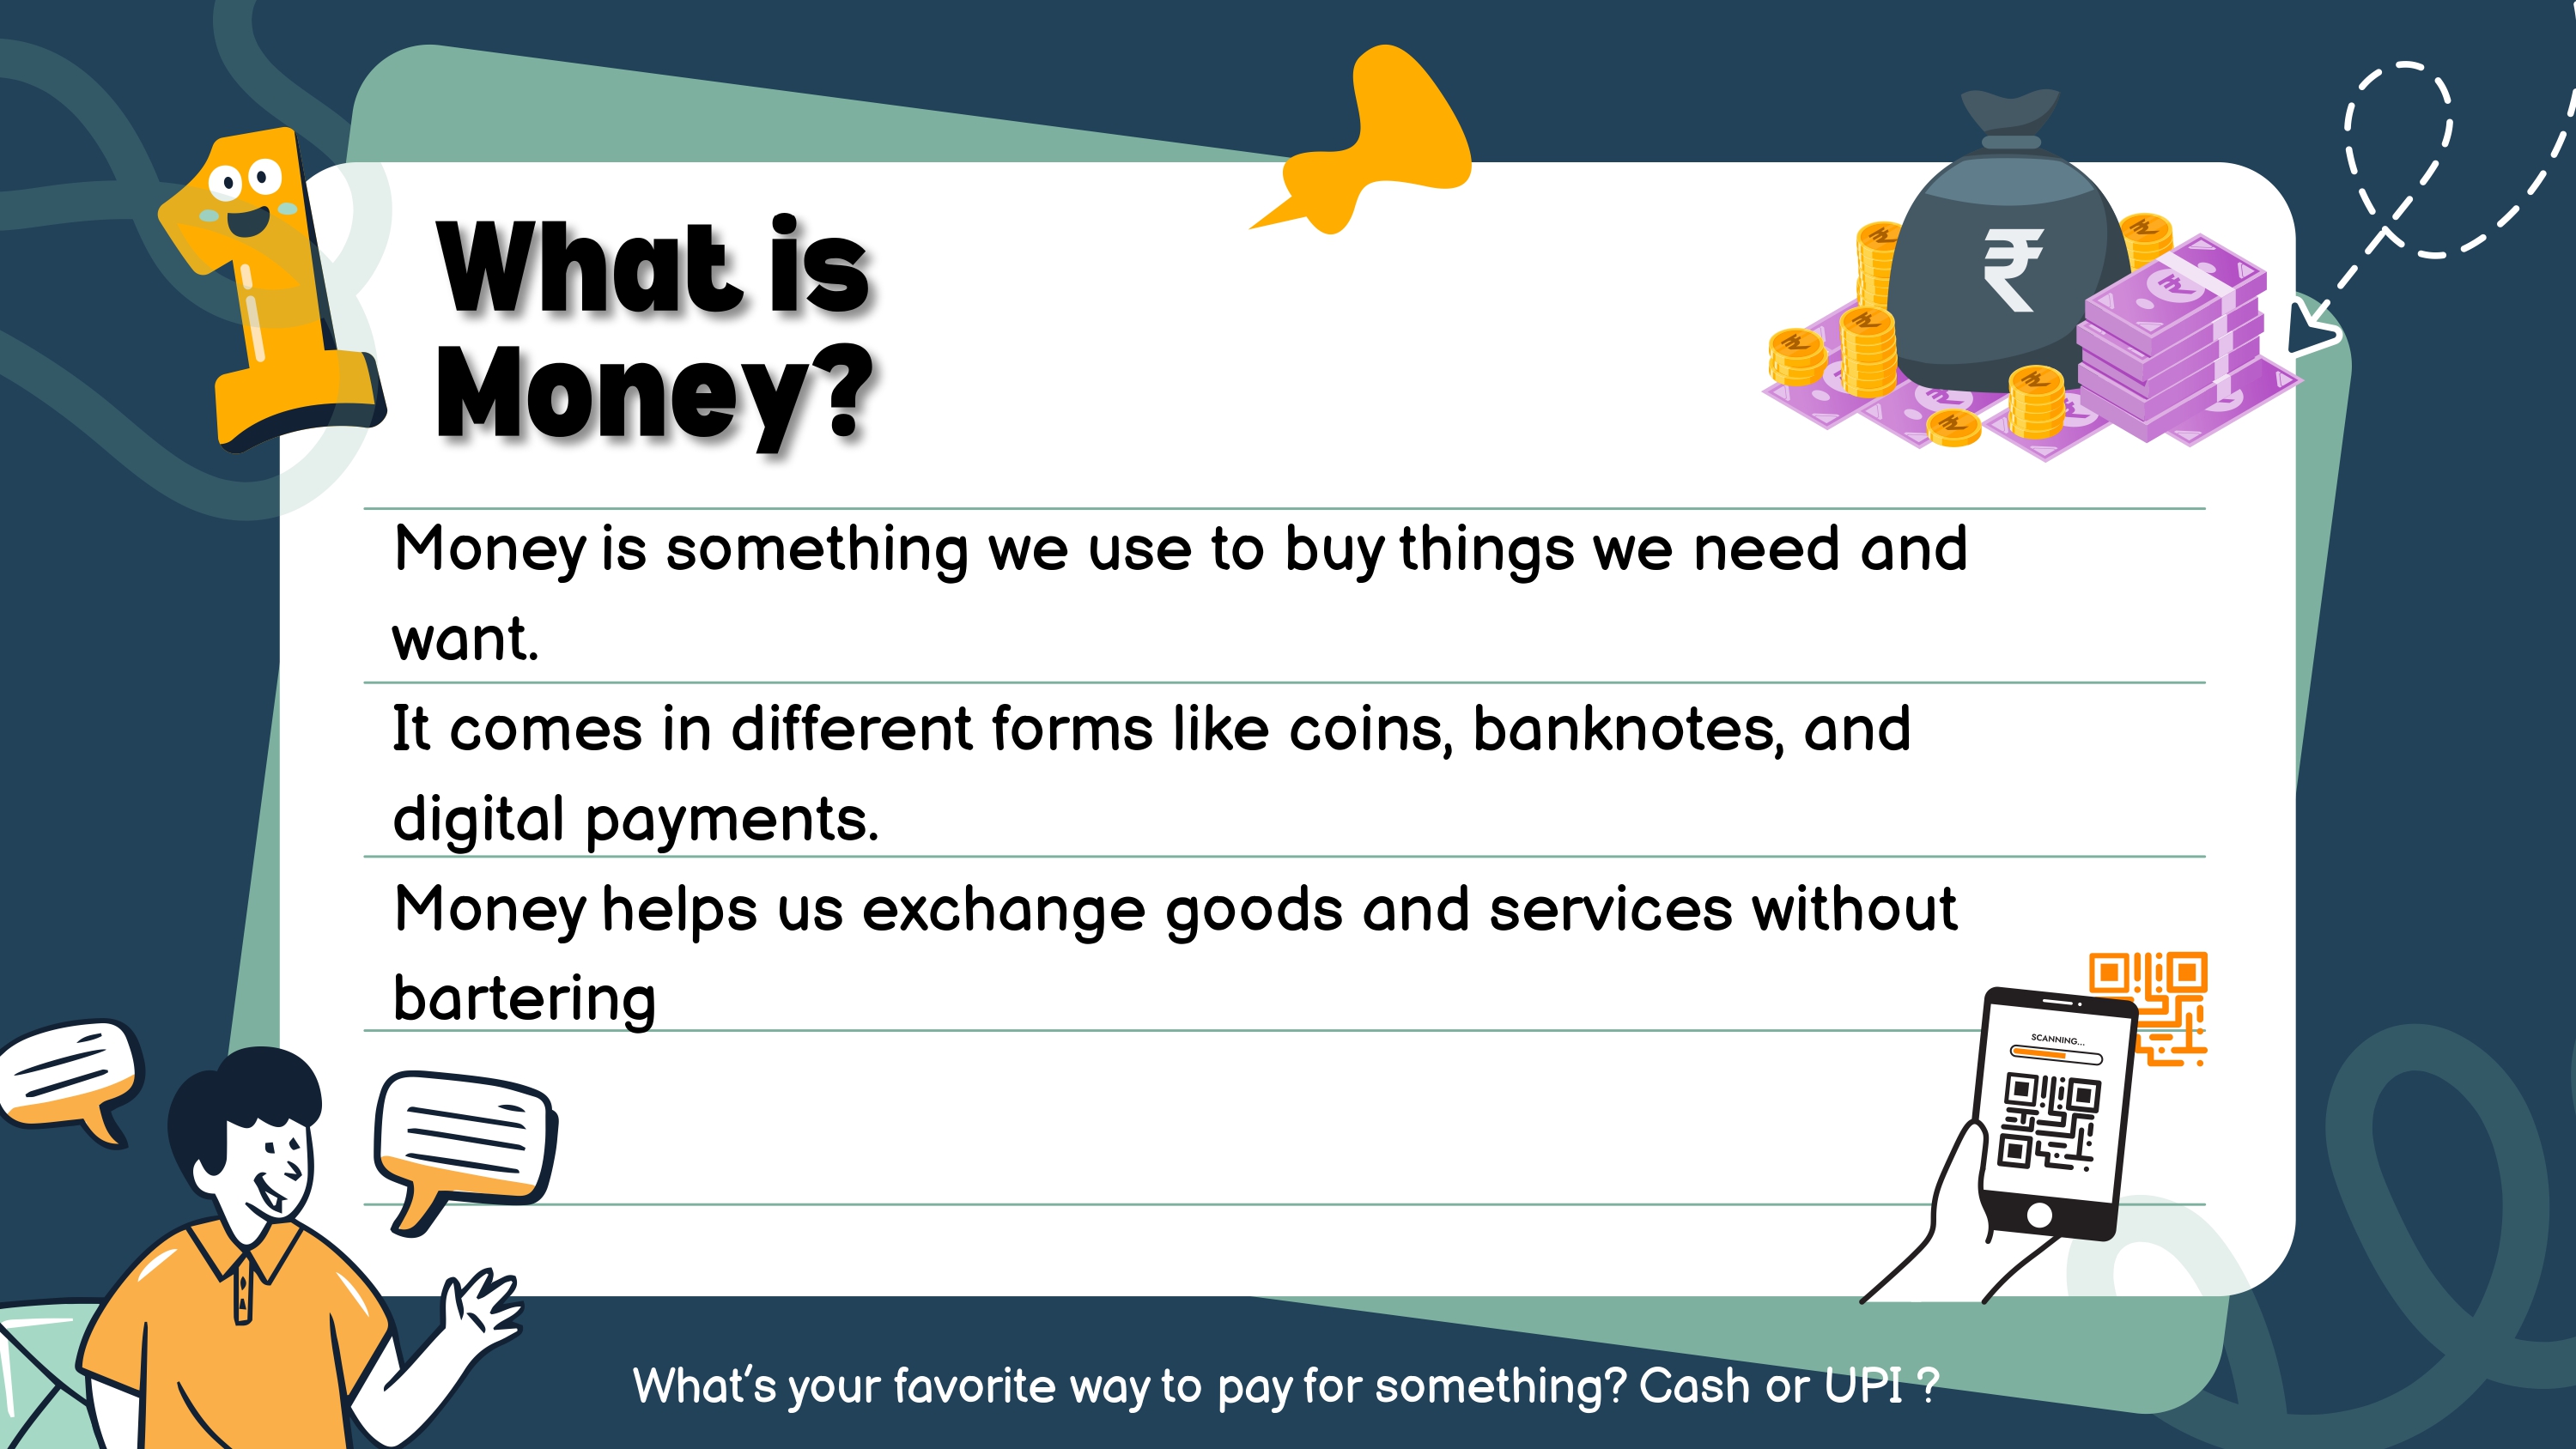 What is
Money?
₹
Money is something we use to buy things we need and
want.
It comes in different forms like coins, banknotes, and
digital payments.
Money helps us exchange goods and services without
bartering
SCANNING...
What's your favorite way to pay for something? Cash or UPI ?